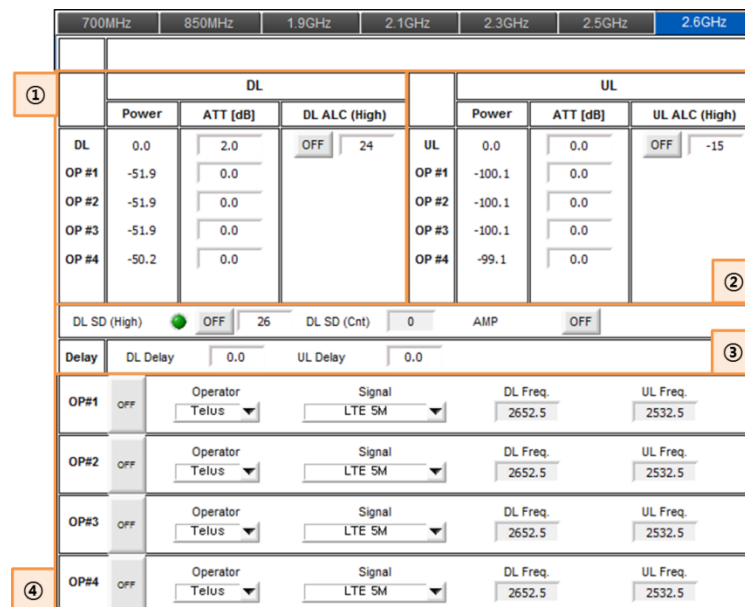 700MHz 850MHz 1.9GHz 2.1GHz 2.3GHz 2.5GHz 2.6GHz
①
DL UL
Power ATT [dB] DL ALC (High) Power ATT [dB] UL ALC (High)
DL 0.0 2.0 OFF 24 UL 0.0 0.0 OFF -15
OP #1 -51.9 0.0 OP #1 -100.1 0.0
OP #2 -51.9 0.0 OP #2 -100.1 0.0
OP #3 -51.9 0.0 OP #3 -100.1 0.0
OP #4 -50.2 0.0 OP #4 -99.1 0.0
②
DL SD (High) OFF 26 DL SD (Cnt) 0 AMP OFF
Delay DL Delay 0.0 UL Delay 0.0
③
Operator Signal DL Freq. UL Freq.
OP#1 OFF Telus LTE 5M 2652.5 2532.5
Operator Signal DL Freq. UL Freq.
OP#2 OFF Telus LTE 5M 2652.5 2532.5
Operator Signal DL Freq. UL Freq.
OP#3 OFF Telus LTE 5M 2652.5 2532.5
Operator Signal DL Freq. UL Freq.
OP#4 OFF Telus LTE 5M 2652.5 2532.5
④